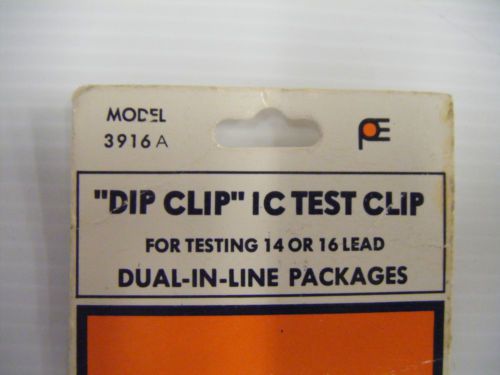 MODEL
3916 A
PE
"DIP CLIP" IC TEST CLIP
FOR TESTING 14 OR 16 LEAD
DUAL-IN-LINE PACKAGES